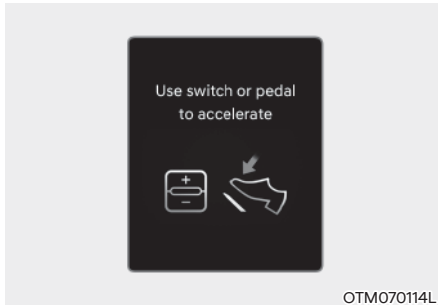 Use switch or pedal
to accelerate
+
−
OTM070114L